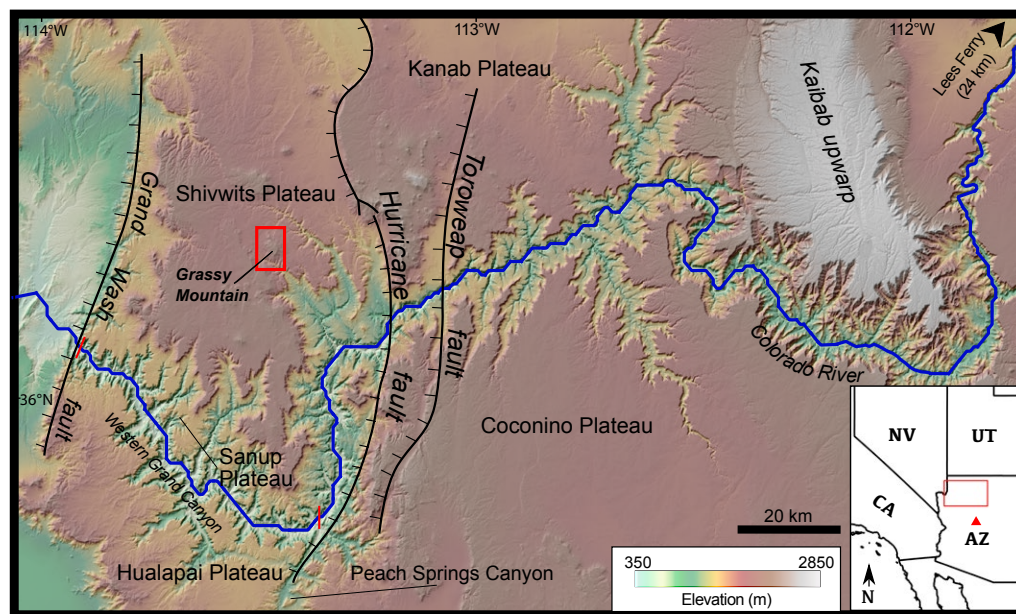 114°W
113°W
112°W
Lees Ferry
(24 km)
Kanab Plateau
Kaibab upwarp
Grand
Wash
fault
Shivwits Plateau
Hurricane
fault
Toroweap
fault
Grassy
Mountain
Colorado River
36°N
Western Grand Canyon
Sanup
Plateau
Coconino Plateau
NV
UT
CA
AZ
N
20 km
Hualapai Plateau
Peach Springs Canyon
350
2850
Elevation (m)